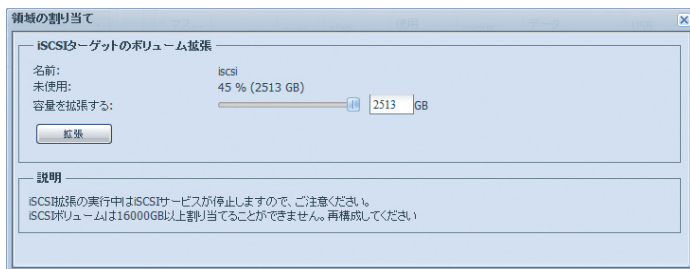 領域の割り当て
iSCSIターゲットのボリューム拡張
名前: iscsi
未使用: 45 % (2513 GB)
容量を拡張する: 2513 GB
拡張
説明
iSCSI拡張の実行中はiSCSIサービスが停止しますので、ご注意ください。
iSCSIボリュームは16000GB以上割り当てることができません。再構成してください